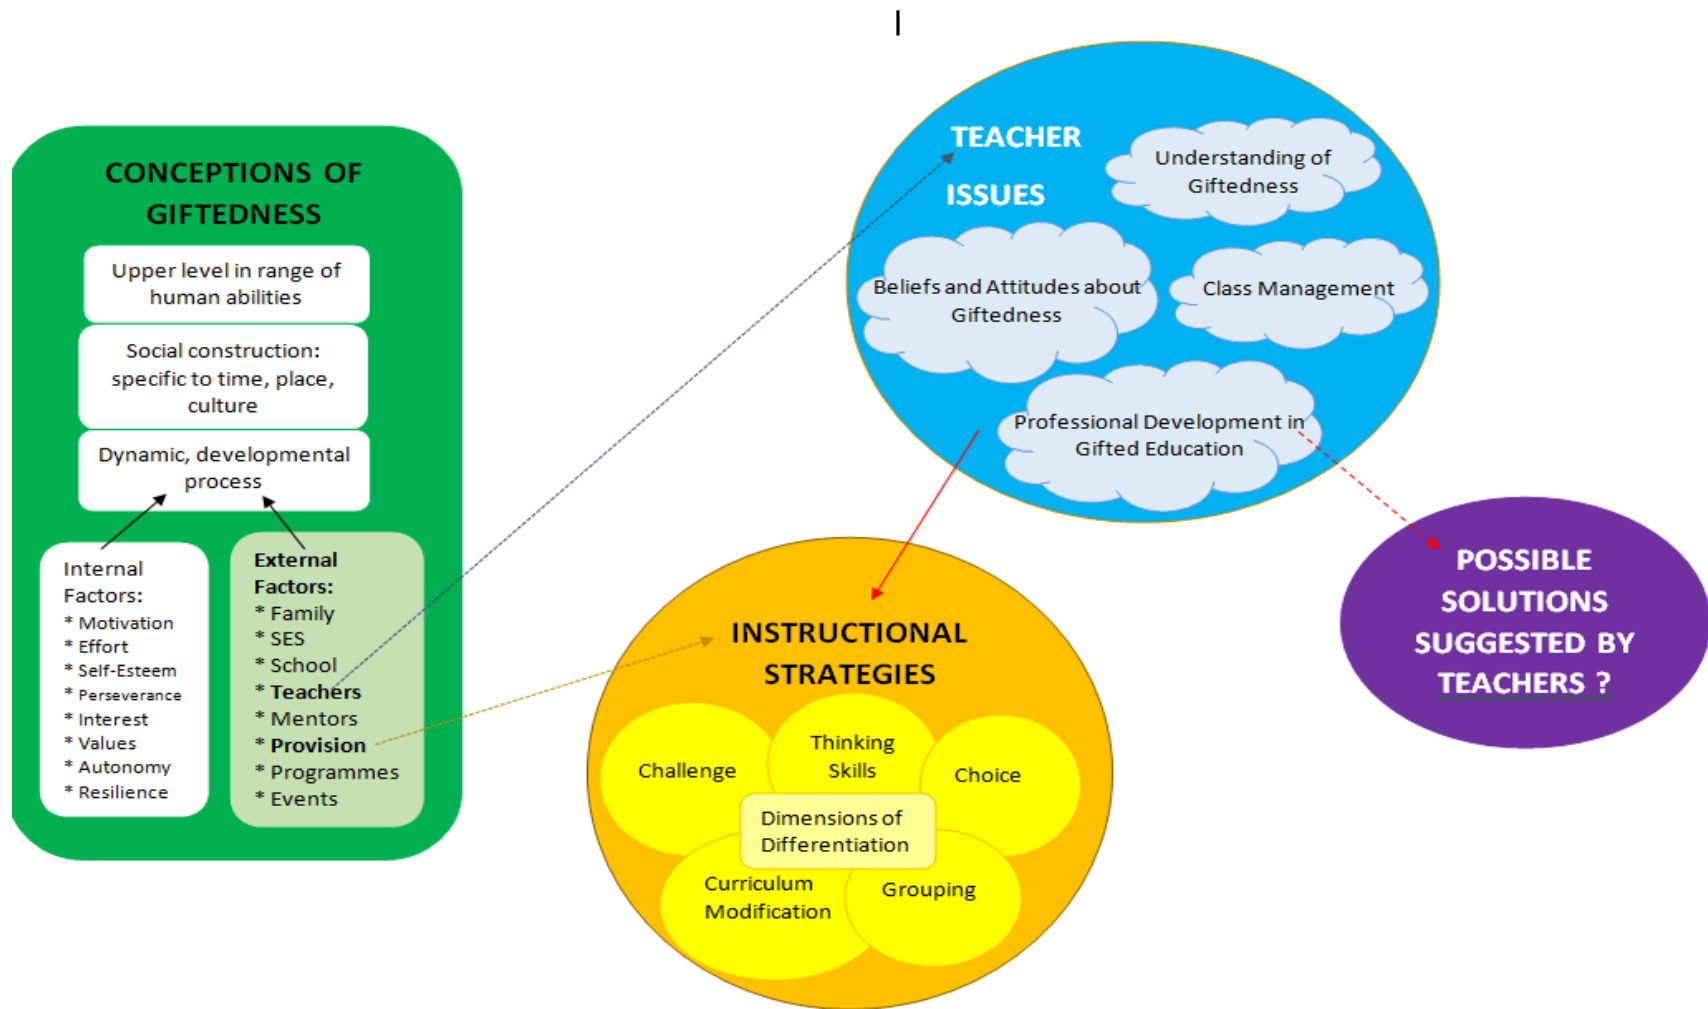 CONCEPTIONS OF
GIFTEDNESS
Upper level in range of
human abilities
Social construction:
specific to time, place,
culture
Dynamic, developmental
process
Internal
Factors:
* Motivation
* Effort
* Self-Esteem
* Perseverance
* Interest
* Values
* Autonomy
* Resilience
External
Factors:
* Family
* SES
* School
* Teachers
* Mentors
* Provision
* Programmes
* Events
TEACHER
ISSUES
Understanding of
Giftedness
Beliefs and Attitudes about
Giftedness
Class Management
Professional Development in
Gifted Education
INSTRUCTIONAL
STRATEGIES
Challenge
Thinking
Skills
Choice
Dimensions of
Differentiation
Curriculum
Modification
Grouping
POSSIBLE
SOLUTIONS
SUGGESTED BY
TEACHERS ?